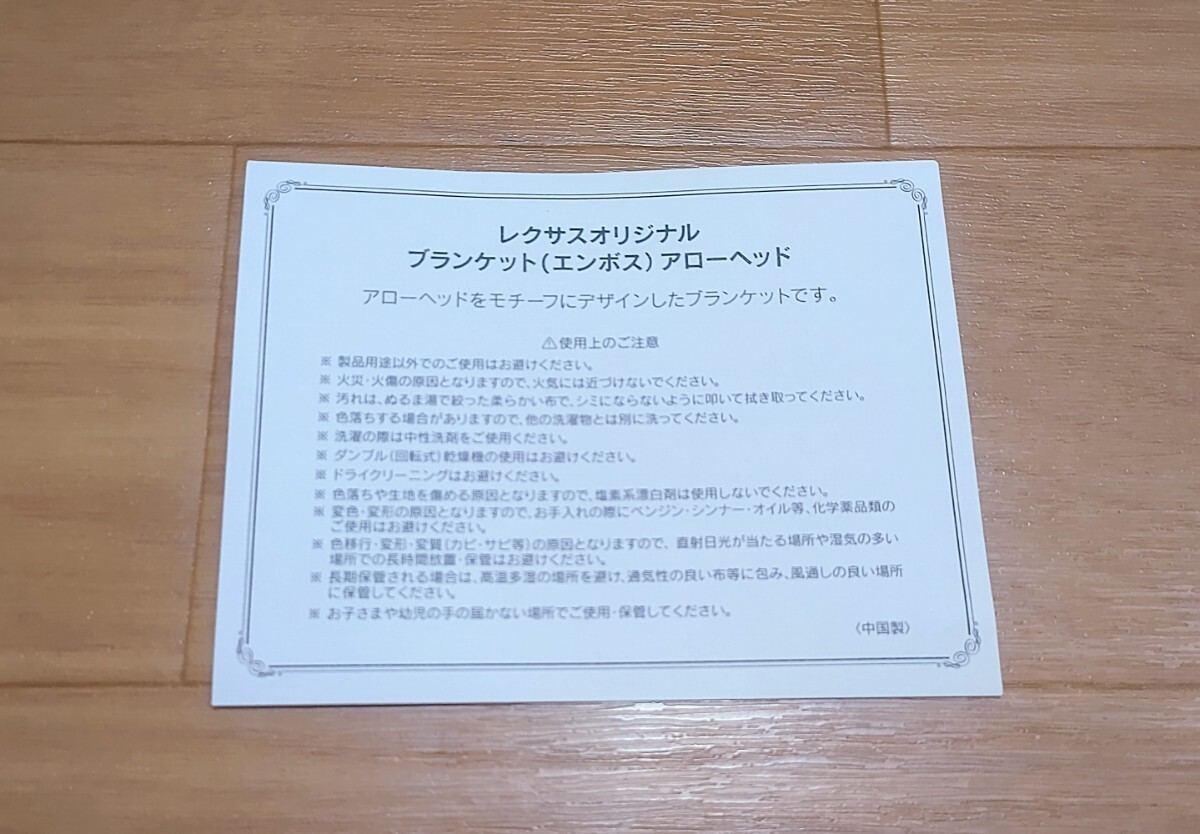 レクサスオリジナル
ブランケット(エンボス)アローヘッド
アローヘッドをモチーフにデザインしたブランケットです。
⚠使用上のご注意
※ 製品用途以外でのご使用はお避けください。
※ 火災・火傷の原因となりますので、火気には近づけないでください。
※ 汚れは、ぬるま湯で絞った柔らかい布で、シミにならないように叩いて拭き取ってください。
※ 色落ちする場合がありますので、他の洗濯物とは別に洗ってください。
※ 洗濯の際は中性洗剤をご使用ください。
※ ダンブル(回転式)乾燥機の使用はお避けください。
※ ドライクリーニングはお避けください。
※ 色落ちや生地を傷める原因となりますので、塩素系漂白剤は使用しないでください。
※ 変色・変形の原因となりますので、お手入れの際にベンジン・シンナー・オイル等、化学薬品類の
ご使用はお避けください。
※ 色移行・変形・変質(カビ・サビ等)の原因となりますので、直射日光が当たる場所や湿気の多い
場所での長時間放置・保管はお避けください。
※ 長期保管される場合は、高温多湿の場所を避け、通気性の良い布等に包み、風通しの良い場所
に保管してください。
※ お子さまや幼児の手の届かない場所でご使用・保管してください。
〈中国製〉